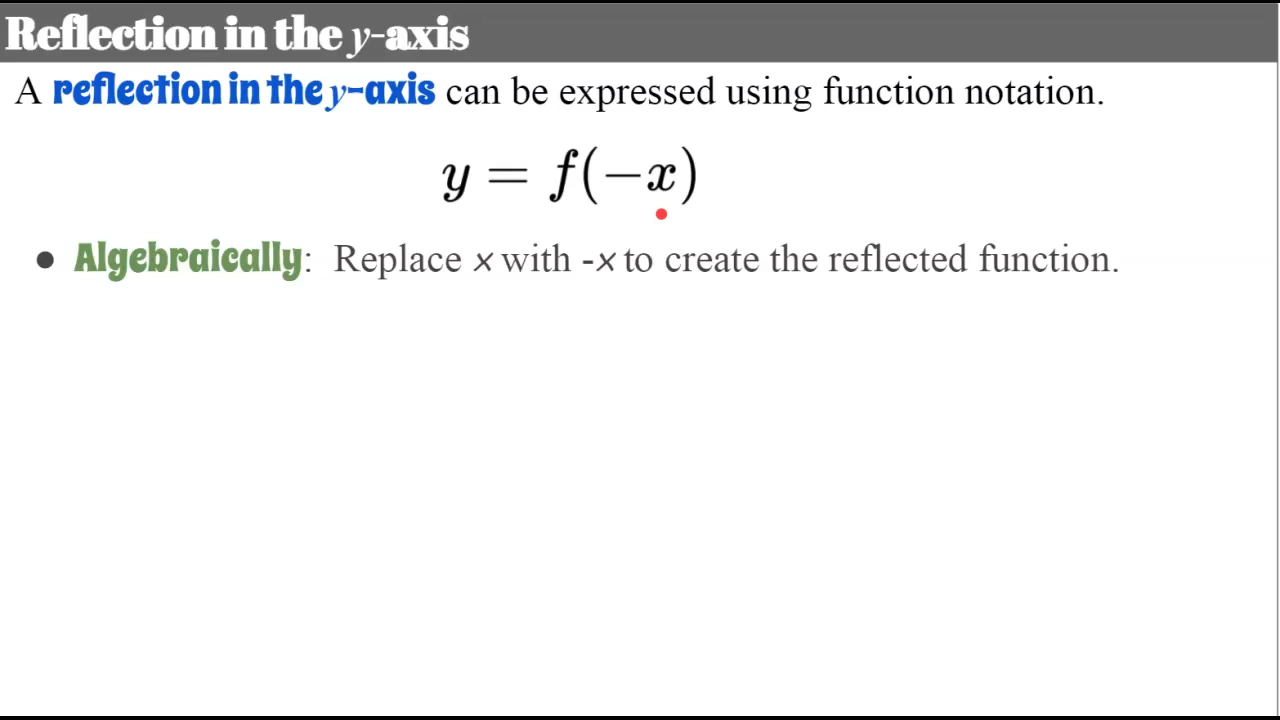 Reflection in the y-axis
A reflection in the y-axis can be expressed using function notation.
y = f(−x)
● Algebraically: Replace x with -x to create the reflected function.